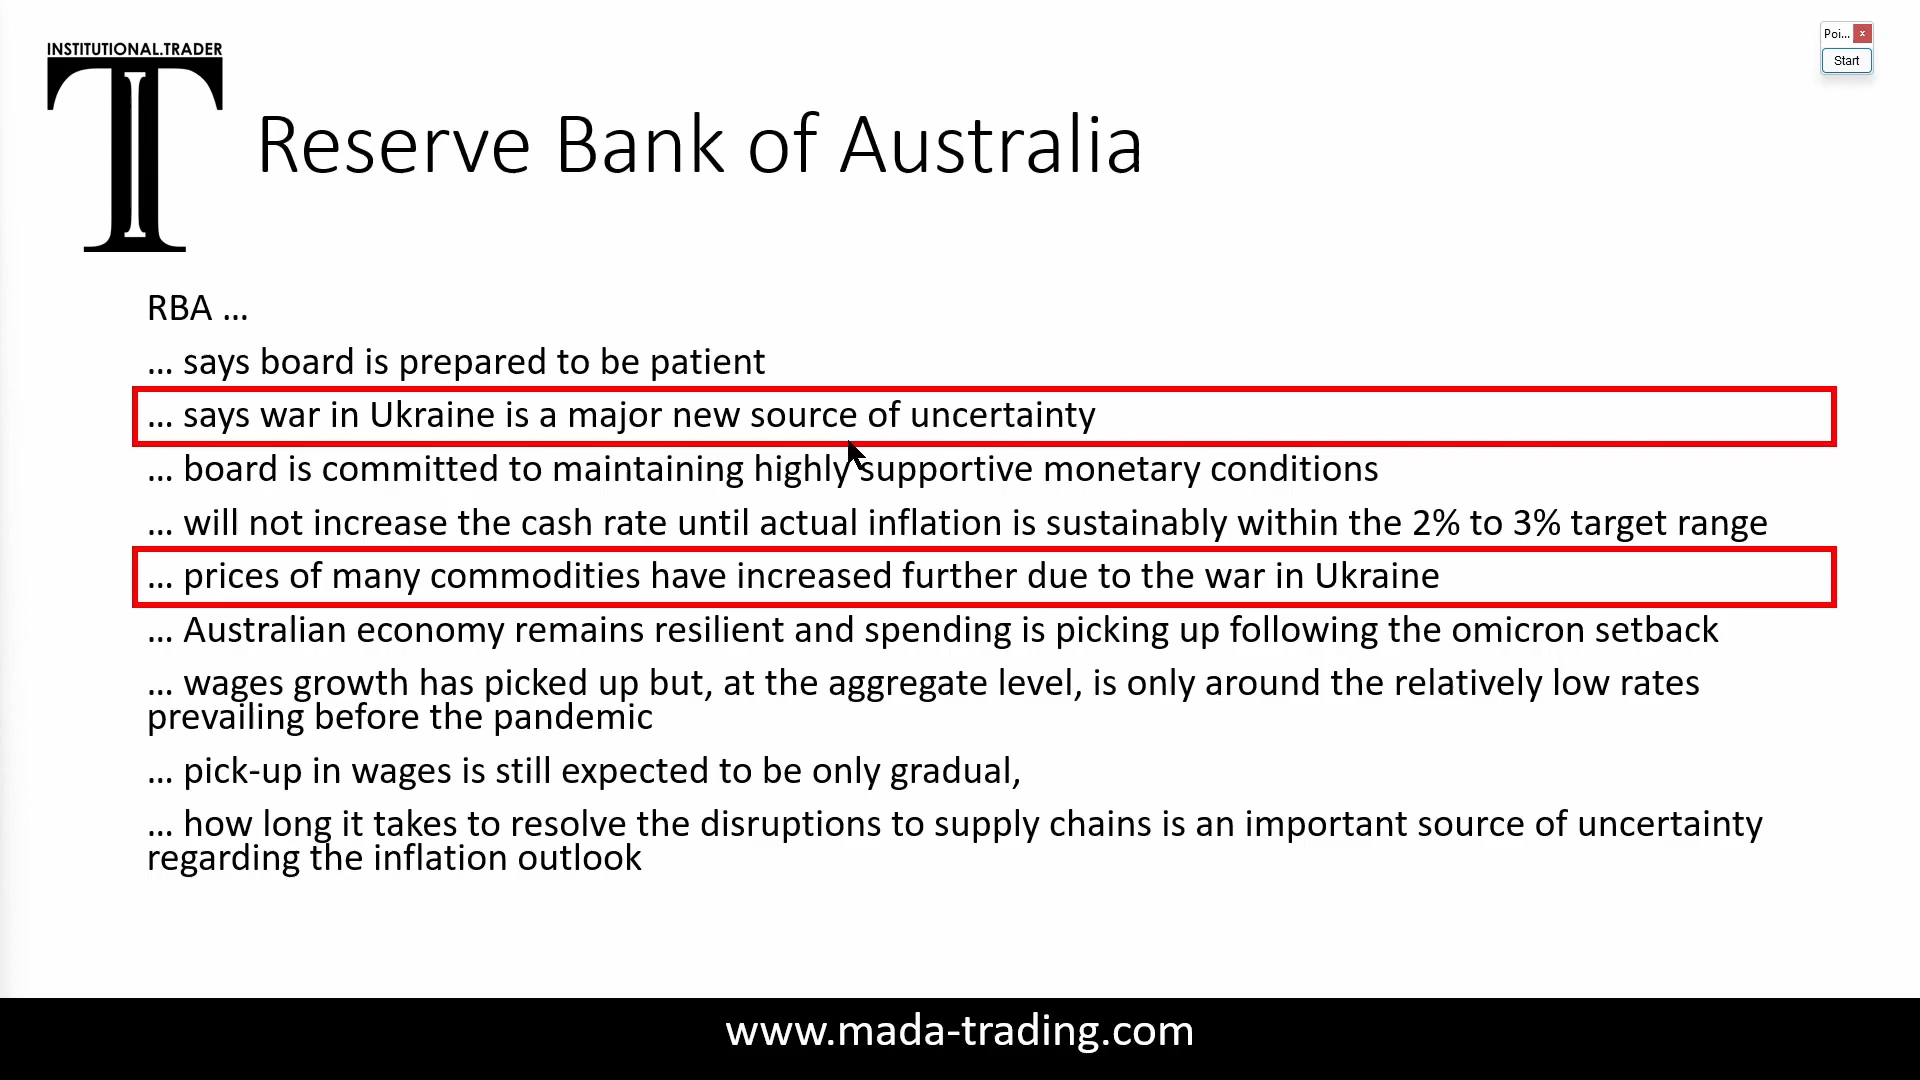 INSTITUTIONAL.TRADER
Poi... x
Start
Reserve Bank of Australia
RBA ...
... says board is prepared to be patient
... says war in Ukraine is a major new source of uncertainty
... board is committed to maintaining highly supportive monetary conditions
... will not increase the cash rate until actual inflation is sustainably within the 2% to 3% target range
... prices of many commodities have increased further due to the war in Ukraine
... Australian economy remains resilient and spending is picking up following the omicron setback
... wages growth has picked up but, at the aggregate level, is only around the relatively low rates
prevailing before the pandemic
... pick-up in wages is still expected to be only gradual,
... how long it takes to resolve the disruptions to supply chains is an important source of uncertainty
regarding the inflation outlook
www.mada-trading.com